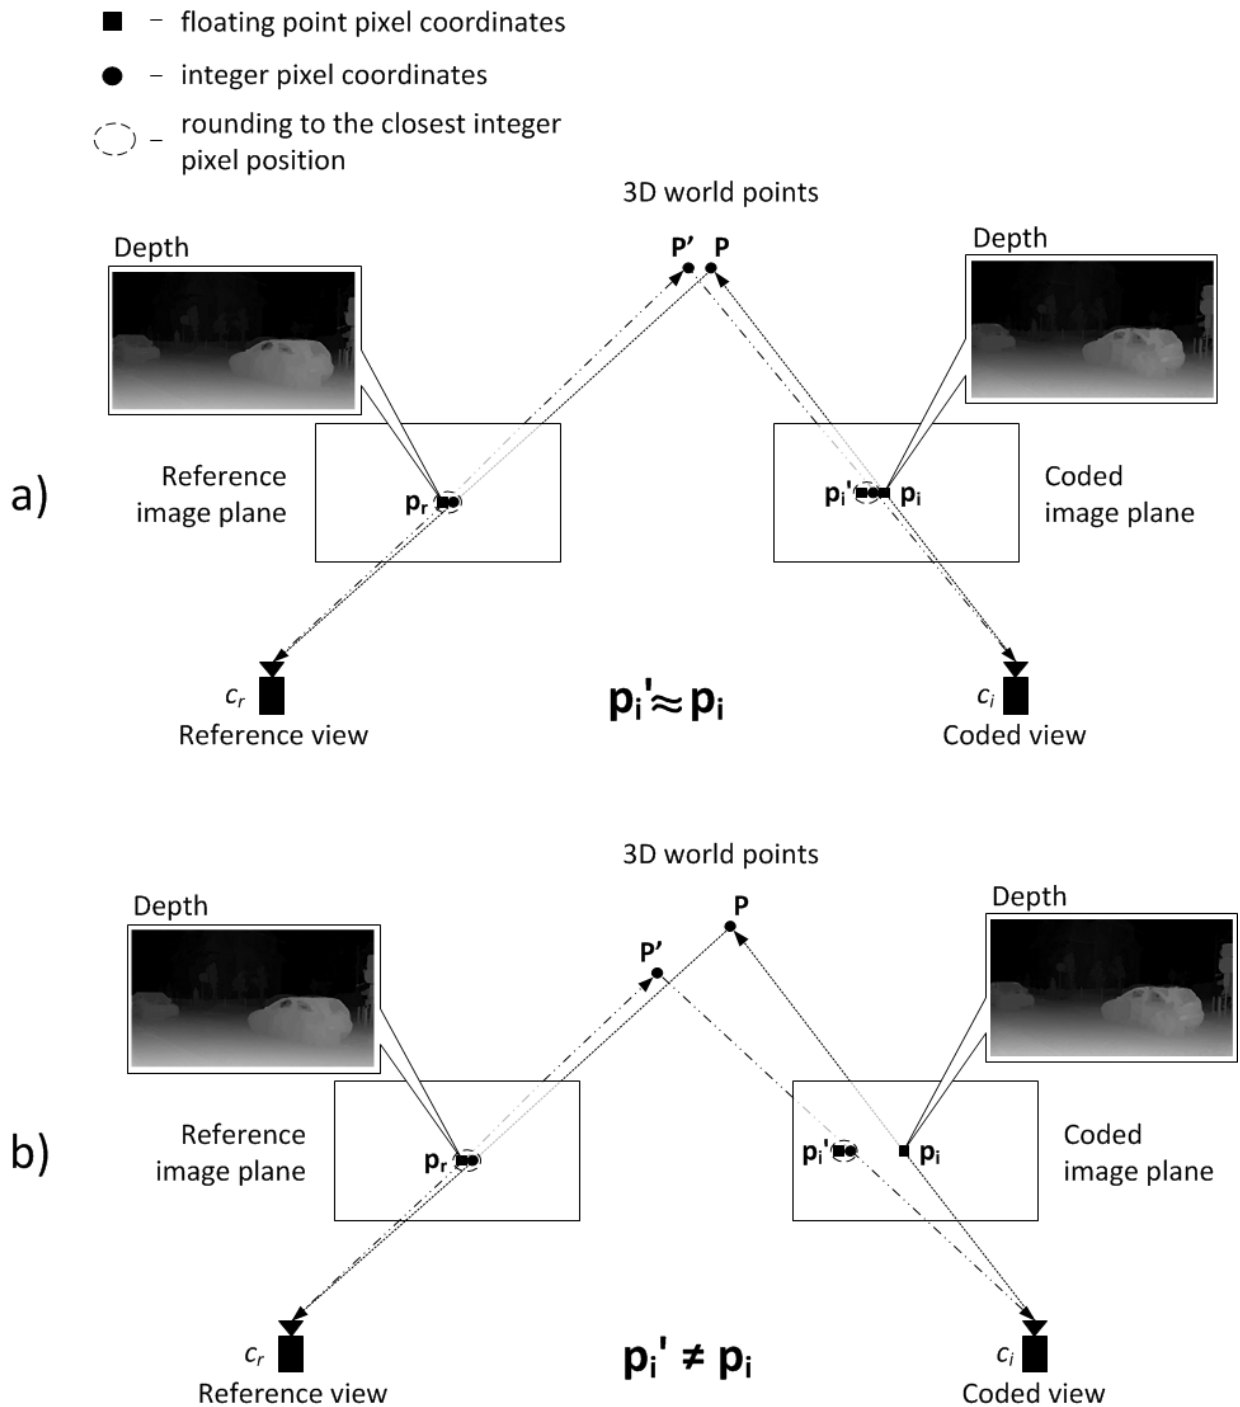 – floating point pixel coordinates
– integer pixel coordinates
– rounding to the closest integer
pixel position
3D world points
Depth
P' P
Depth
a)
Reference
image plane
pr
pi' pi
Coded
image plane
cr
Reference view
pi' ≈ pi
ci
Coded view
3D world points
Depth
P
P'
Depth
b)
Reference
image plane
pr
pi' pi
Coded
image plane
cr
Reference view
pi' ≠ pi
ci
Coded view